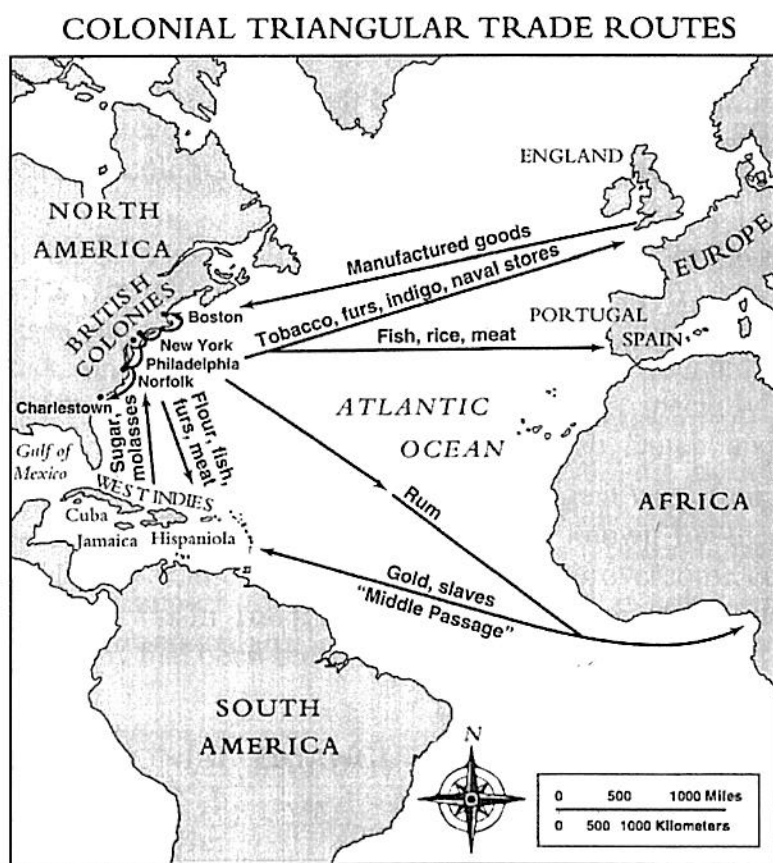 COLONIAL TRIANGULAR TRADE ROUTES
ENGLAND
NORTH
AMERICA
EUROPE
Manufactured goods
BRITISH
COLONIES
Boston
Tobacco, furs, indigo, naval stores
PORTUGAL
New York
Fish, rice, meat
SPAIN
Philadelphia
Norfolk
Charlestown
Sugar,
molasses
Flour, fish,
furs, meat
ATLANTIC
OCEAN
Gulf of
Mexico
WEST INDIES
AFRICA
Rum
Cuba
Jamaica
Hispaniola
Gold, slaves
"Middle Passage"
SOUTH
AMERICA
N
0 500 1000 Miles
0 500 1000 Kilometers